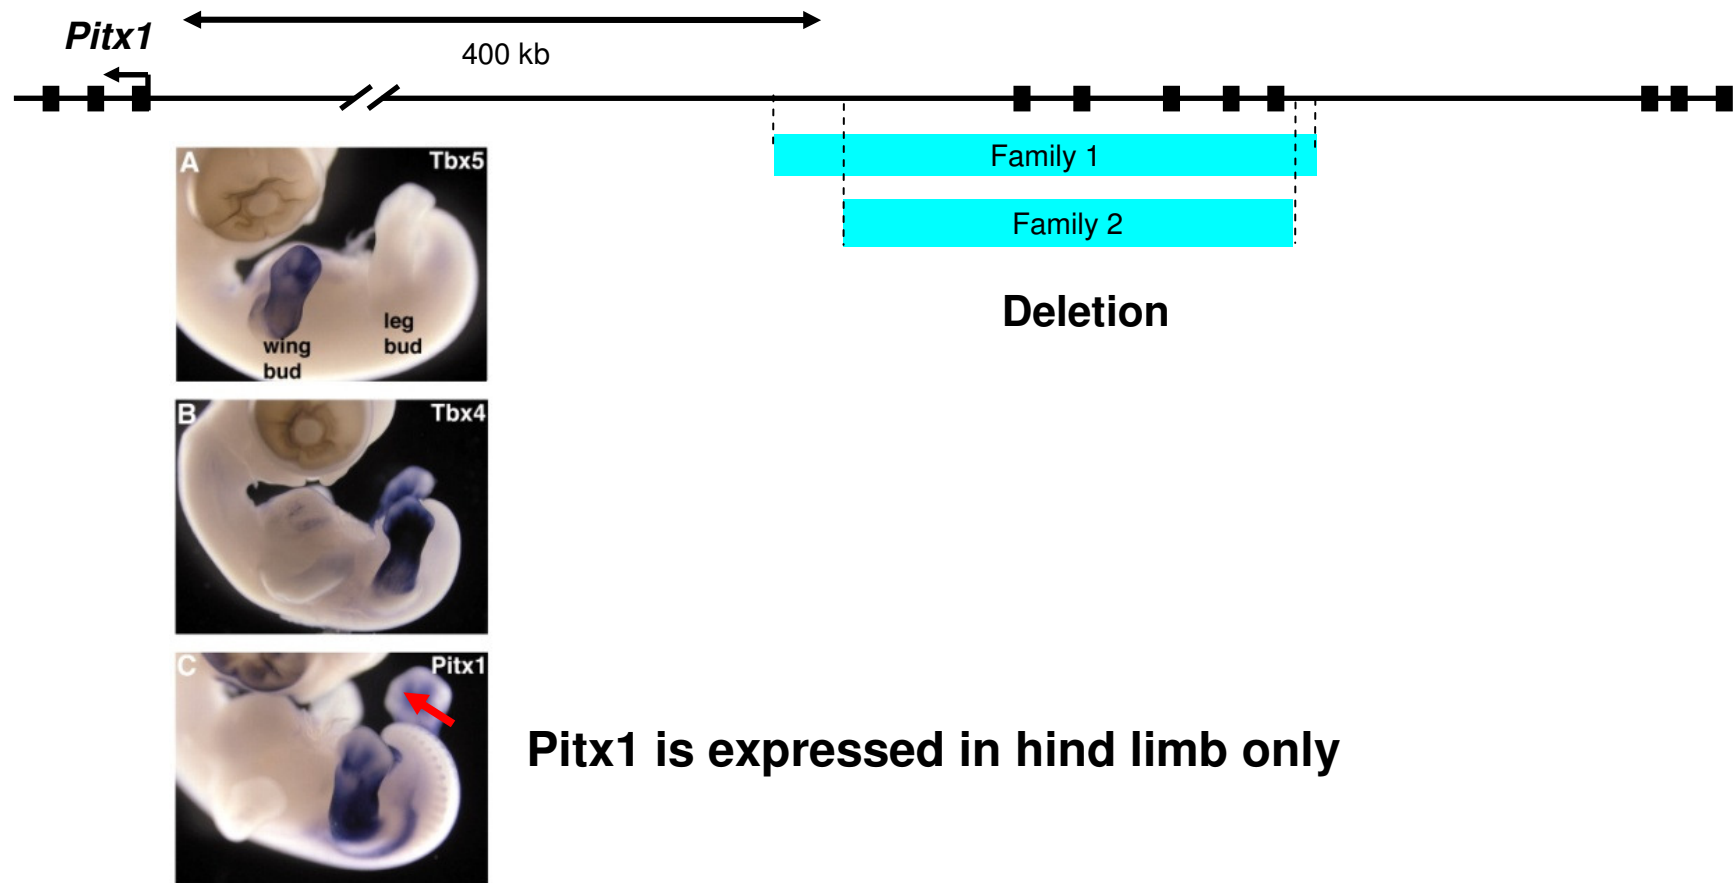 Pitx1
400 kb
Family 1
Family 2
Deletion
A
Tbx5
leg
bud
wing
bud
B
Tbx4
C
Pitx1
Pitx1 is expressed in hind limb only